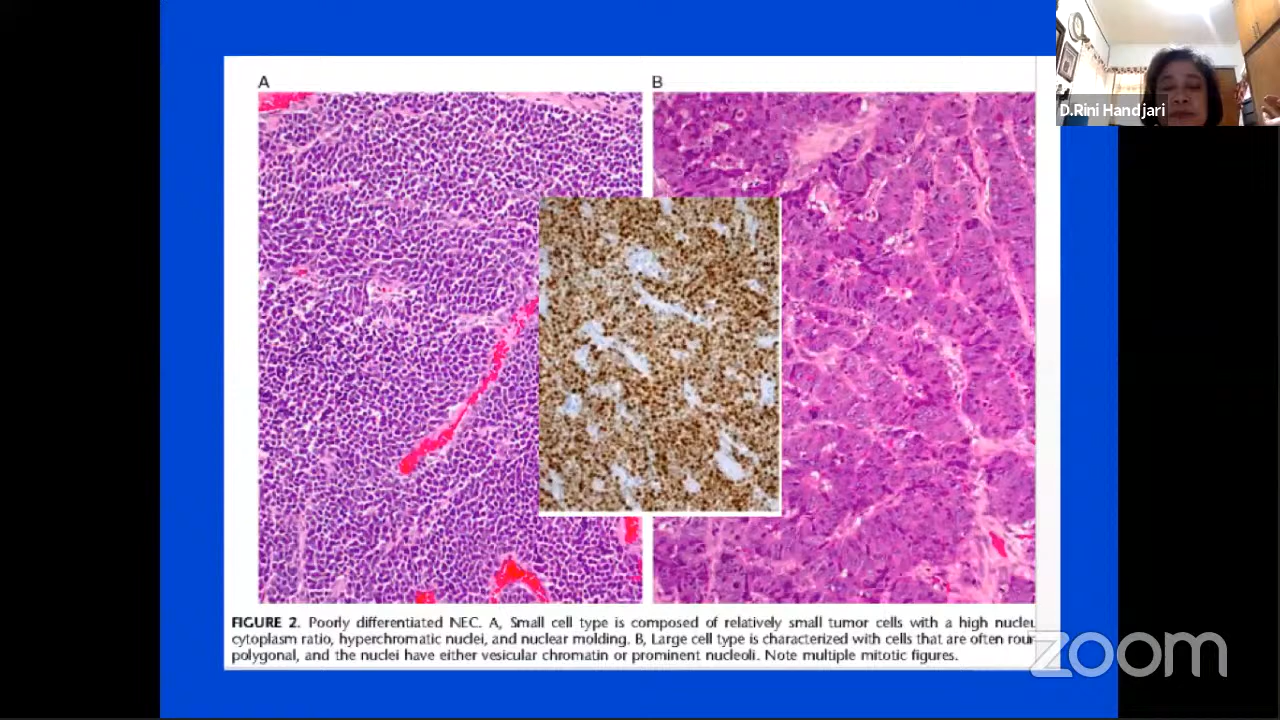 A
B
D.Rini Handjari
FIGURE 2. Poorly differentiated NEC. A, Small cell type is composed of relatively small tumor cells with a high nucleu
cytoplasm ratio, hyperchromatic nuclei, and nuclear molding. B, Large cell type is characterized with cells that are often roun
polygonal, and the nuclei have either vesicular chromatin or prominent nucleoli. Note multiple mitotic figures.
zoom